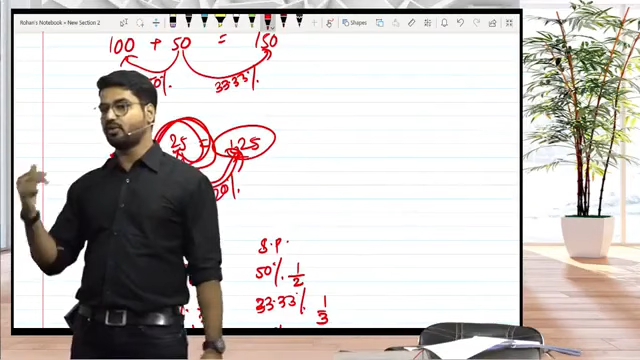 Rohan's Notebook » New Section 2
Shapes
100 + 50 = 150
50%. 33.33%.
25 = 125
S.P.
50%. 1/2
33.33%. 1/3